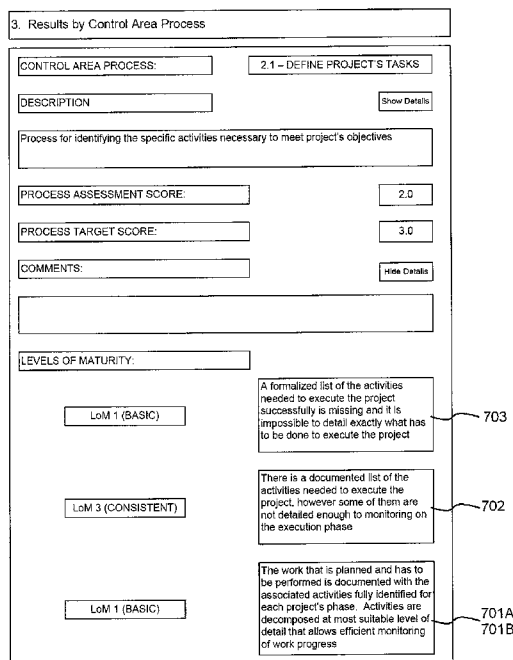 3. Results by Control Area Process
CONTROL AREA PROCESS:
2.1 – DEFINE PROJECT'S TASKS
DESCRIPTION
Show Details
Process for identifying the specific activities necessary to meet project's objectives
PROCESS ASSESSMENT SCORE:
2.0
PROCESS TARGET SCORE:
3.0
COMMENTS:
Hide Details
LEVELS OF MATURITY:
LoM 1 (BASIC)
A formalized list of the activities
needed to execute the project
successfully is missing and it is
impossible to detail exactly what has
to be done to execute the project
703
LoM 3 (CONSISTENT)
There is a documented list of the
activities needed to execute the
project, however some of them are
not detailed enough to monitoring on
the execution phase
702
LoM 1 (BASIC)
The work that is planned and has to
be performed is documented with the
associated activities fully identified for
each project's phase. Activities are
decomposed at most suitable level of
detail that allows efficient monitoring
of work progress
701A
701B